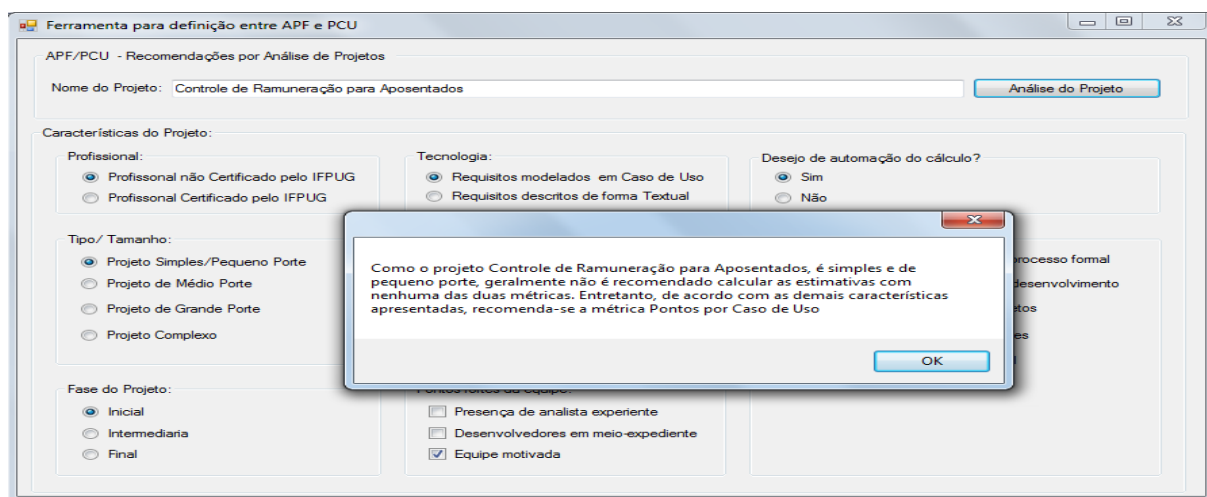 Ferramenta para definição entre APF e PCU
APF/PCU - Recomendações por Análise de Projetos
Nome do Projeto: Controle de Ramuneração para Aposentados Análise do Projeto
Características do Projeto:
Profissional: Tecnologia: Desejo de automação do cálculo?
Profissonal não Certificado pelo IFPUG Requisitos modelados em Caso de Uso Sim
Profissonal Certificado pelo IFPUG Requisitos descritos de forma Textual Não
Tipo/ Tamanho:
Projeto Simples/Pequeno Porte
Projeto de Médio Porte
Projeto de Grande Porte
Projeto Complexo
Como o projeto Controle de Ramuneração para Aposentados, é simples e de
pequeno porte, geralmente não é recomendado calcular as estimativas com
nenhuma das duas métricas. Entretanto, de acordo com as demais características
apresentadas, recomenda-se a métrica Pontos por Caso de Uso
OK
processo formal
desenvolvimento
Fase do Projeto:
Inicial Presença de analista experiente
Intermediaria Desenvolvedores em meio-expediente
Final Equipe motivada